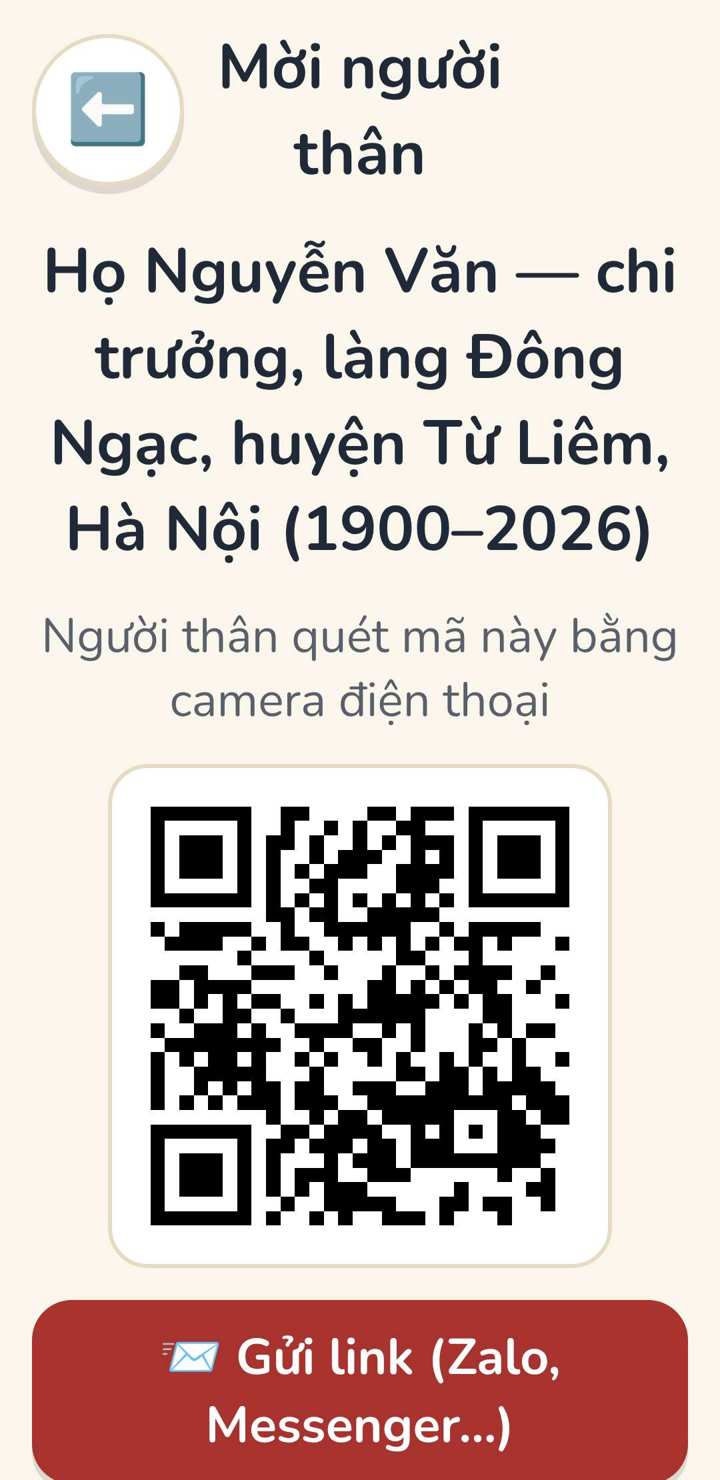 Mời người
thân
Họ Nguyễn Văn — chi
trưởng, làng Đông
Ngạc, huyện Từ Liêm,
Hà Nội (1900–2026)
Người thân quét mã này bằng
camera điện thoại
Gửi link (Zalo,
Messenger...)